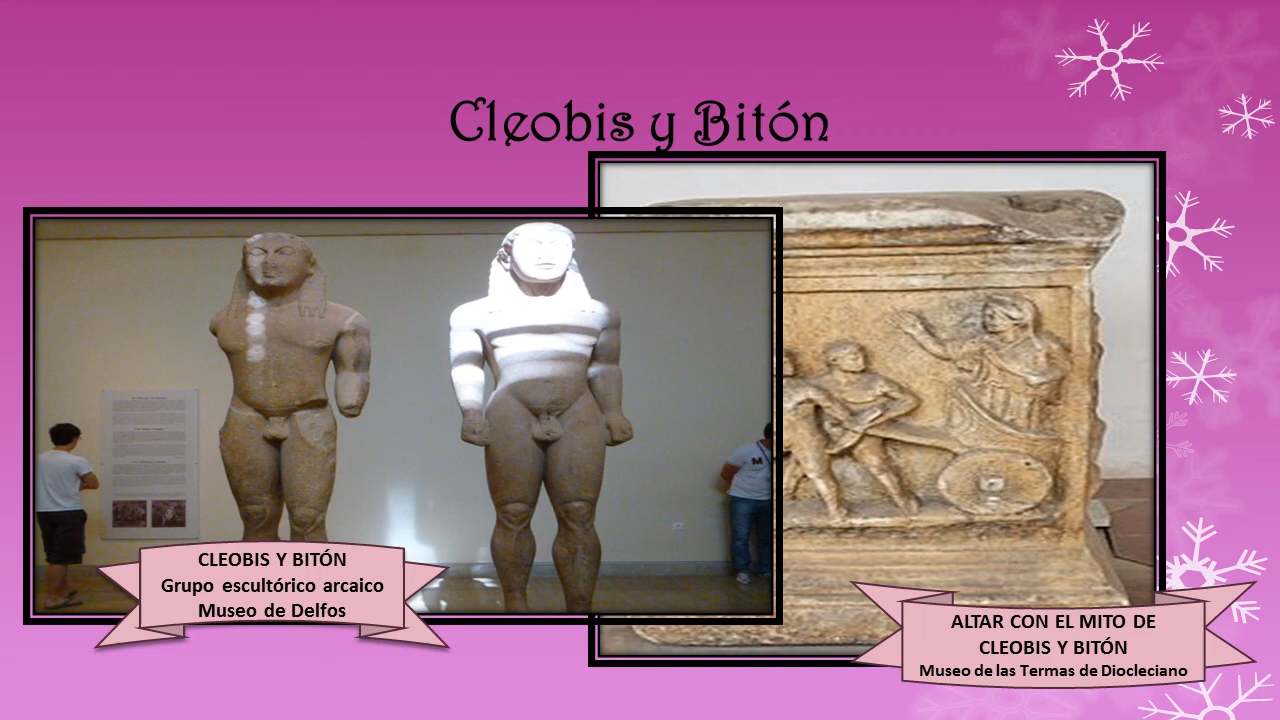 Cleobis y Bitón
CLEOBIS Y BITÓN
Grupo escultórico arcaico
Museo de Delfos
ALTAR CON EL MITO DE
CLEOBIS Y BITÓN
Museo de las Termas de Diocleciano